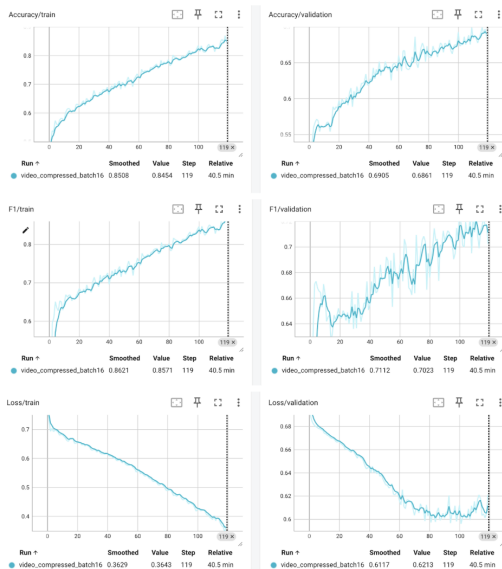 Accuracy/train
0.8
0.7
0.6
0 20 40 60 80 100 119 ×
Run ↑ Smoothed Value Step Relative
video_compressed_batch16 0.8508 0.8454 119 40.5 min
Accuracy/validation
0.65
0.6
0.55
0 20 40 60 80 100 119 ×
Run ↑ Smoothed Value Step Relative
video_compressed_batch16 0.6905 0.6861 119 40.5 min
F1/train
0.8
0.7
0.6
0 20 40 60 80 100 119 ×
Run ↑ Smoothed Value Step Relative
video_compressed_batch16 0.8621 0.8571 119 40.5 min
F1/validation
0.7
0.68
0.66
0.64
0 20 40 60 80 100 119 ×
Run ↑ Smoothed Value Step Relative
video_compressed_batch16 0.7112 0.7023 119 40.5 min
Loss/train
0.7
0.6
0.5
0.4
0 20 40 60 80 100 119 ×
Run ↑ Smoothed Value Step Relative
video_compressed_batch16 0.3629 0.3643 119 40.5 min
Loss/validation
0.68
0.66
0.64
0.62
0.6
0 20 40 60 80 100 119 ×
Run ↑ Smoothed Value Step Relative
video_compressed_batch16 0.6117 0.6213 119 40.5 min